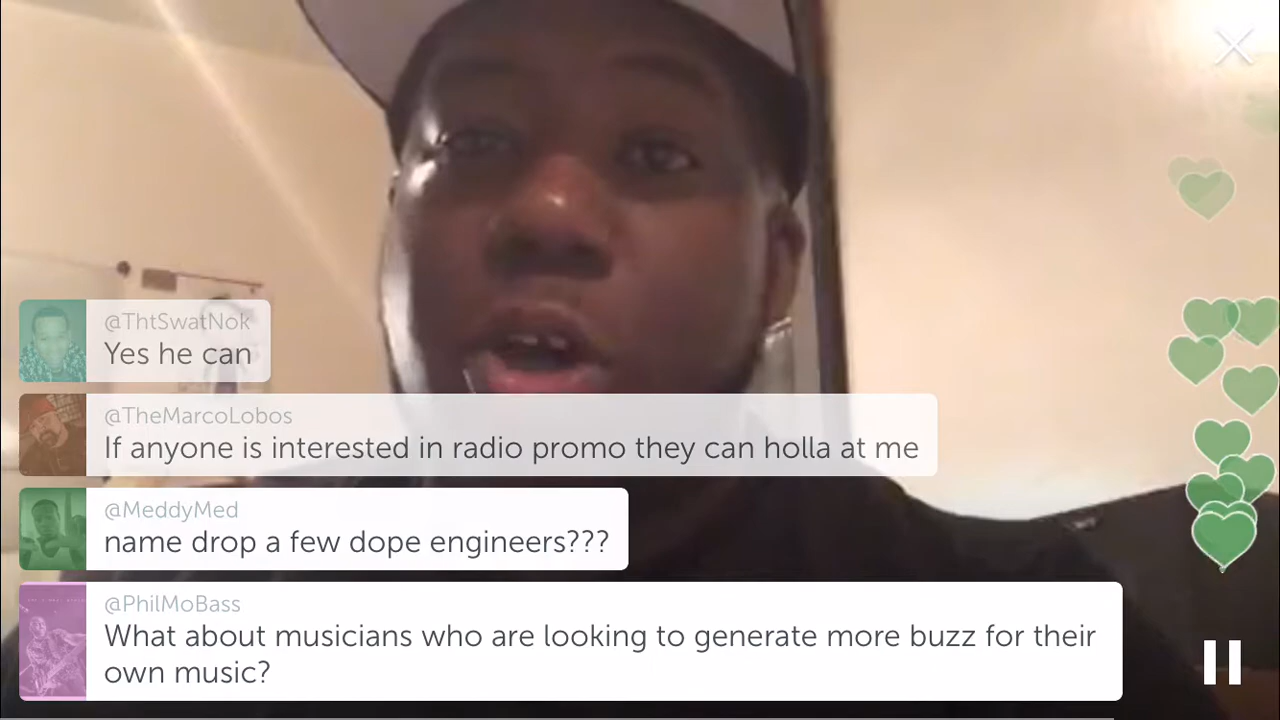 @ThtSwatNok
Yes he can
@TheMarcoLobos
If anyone is interested in radio promo they can holla at me
@MeddyMed
name drop a few dope engineers???
@PhilMoBass
What about musicians who are looking to generate more buzz for their
own music?